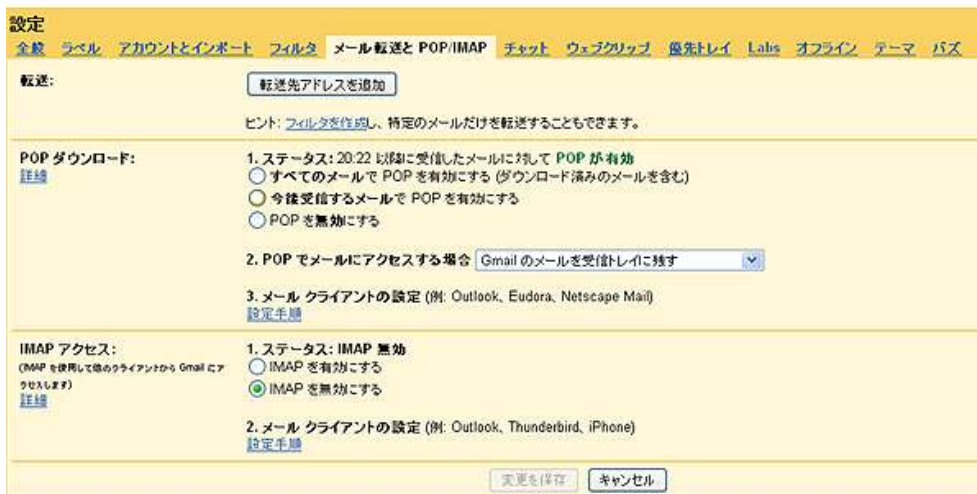 設定
全般 ラベル アカウントとインポート フィルタ メール転送と POP/IMAP チャット ウェブクリップ 優先トレイ Labs オフライン テーマ バズ
転送:
転送先アドレスを追加
ヒント: フィルタを作成し、特定のメールだけを転送することもできます。
POP ダウンロード:
詳細
1. ステータス: 20:22 以降に受信したメールに対して POP が有効
すべてのメールで POP を有効にする (ダウンロード済みのメールを含む)
今後受信するメールで POP を有効にする
POP を無効にする
2. POP でメールにアクセスする場合 Gmail のメールを受信トレイに残す
3. メール クライアントの設定 (例: Outlook、Eudora、Netscape Mail)
設定手順
IMAP アクセス:
(IMAP を使用して他のクライアントから Gmail にア
クセスします)
詳細
1. ステータス: IMAP 無効
IMAP を有効にする
IMAP を無効にする
2. メール クライアントの設定 (例: Outlook、Thunderbird、iPhone)
設定手順
変更を保存 キャンセル